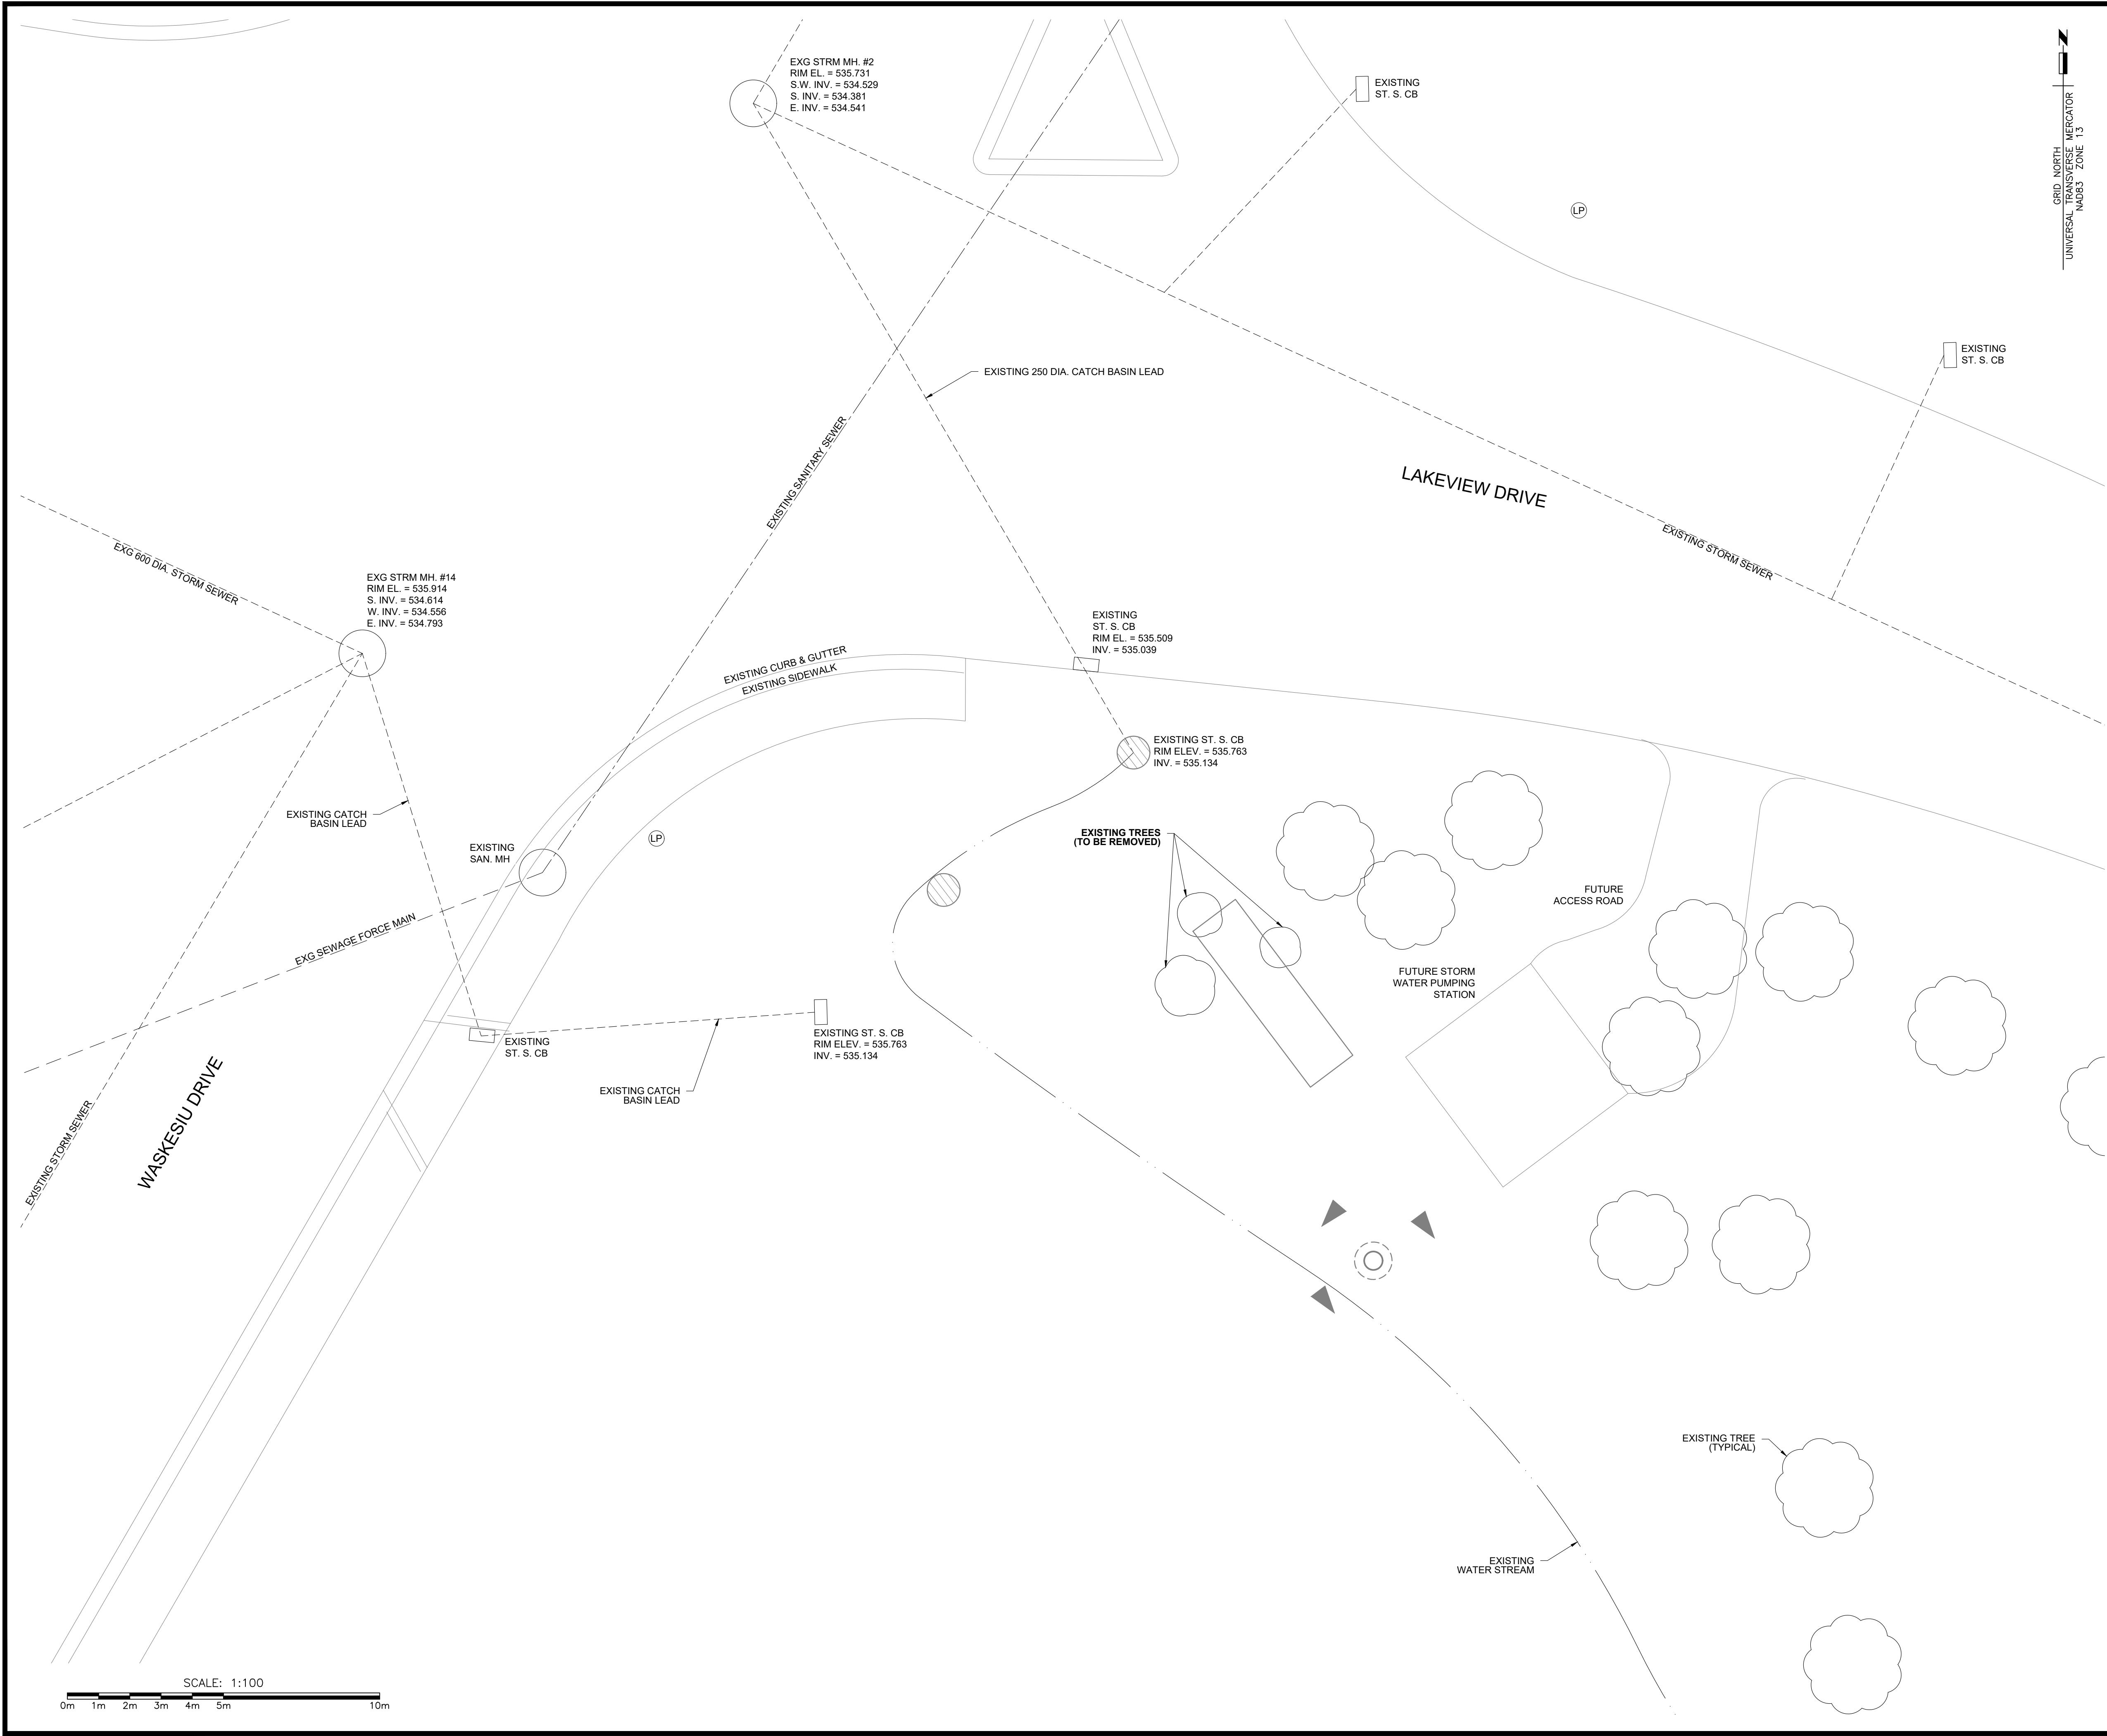 EXG STRM MH. #2
RIM EL. = 535.731
S.W. INV. = 534.529
S. INV. = 534.381
E. INV. = 534.541
EXISTING
ST. S. CB
GRID NORTH
UNIVERSAL TRANSVERSE MERCATOR
NAD83 ZONE 13
N
LP
EXISTING
ST. S. CB
EXISTING 250 DIA. CATCH BASIN LEAD
EXISTING SANITARY SEWER
LAKEVIEW DRIVE
EXISTING STORM SEWER
EXG 600 DIA. STORM SEWER
EXG STRM MH. #14
RIM EL. = 535.914
S. INV. = 534.614
W. INV. = 534.556
E. INV. = 534.793
EXISTING
ST. S. CB
RIM EL. = 535.509
INV. = 535.039
EXISTING CURB & GUTTER
EXISTING SIDEWALK
EXISTING ST. S. CB
RIM ELEV. = 535.763
INV. = 535.134
EXISTING CATCH
BASIN LEAD
LP
EXISTING
SAN. MH
EXISTING TREES
(TO BE REMOVED)
FUTURE
ACCESS ROAD
EXG SEWAGE FORCE MAIN
FUTURE STORM
WATER PUMPING
STATION
EXISTING
ST. S. CB
EXISTING ST. S. CB
RIM ELEV. = 535.763
INV. = 535.134
EXISTING CATCH
BASIN LEAD
WASKESIU DRIVE
EXISTING STORM SEWER
EXISTING TREE
(TYPICAL)
EXISTING
WATER STREAM
SCALE: 1:100
0m 1m 2m 3m 4m 5m 10m